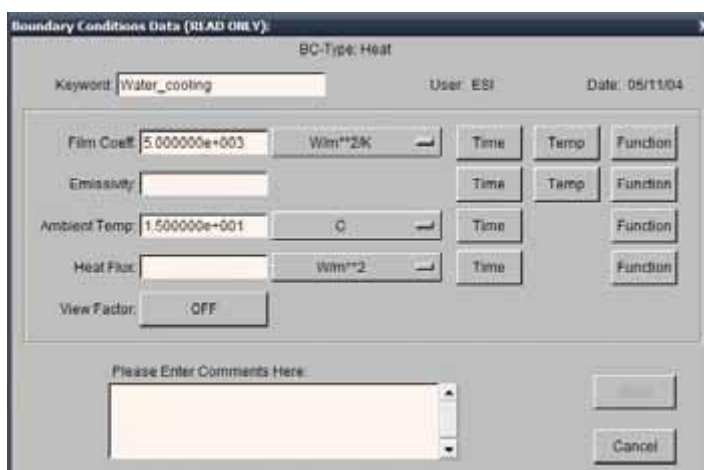 Boundary Conditions Data (READ ONLY):
BC-Type: Heat
Keyword: Water_cooling User: ESI Date: 05/11/04
Film Coeff: 5.000000e+003 W/m**2/K Time Temp Function
Emissivity: Time Temp Function
Ambient Temp: 1.500000e+001 C Time Function
Heat Flux: W/m**2 Time Function
View Factor: OFF
Please Enter Comments Here:
Cancel